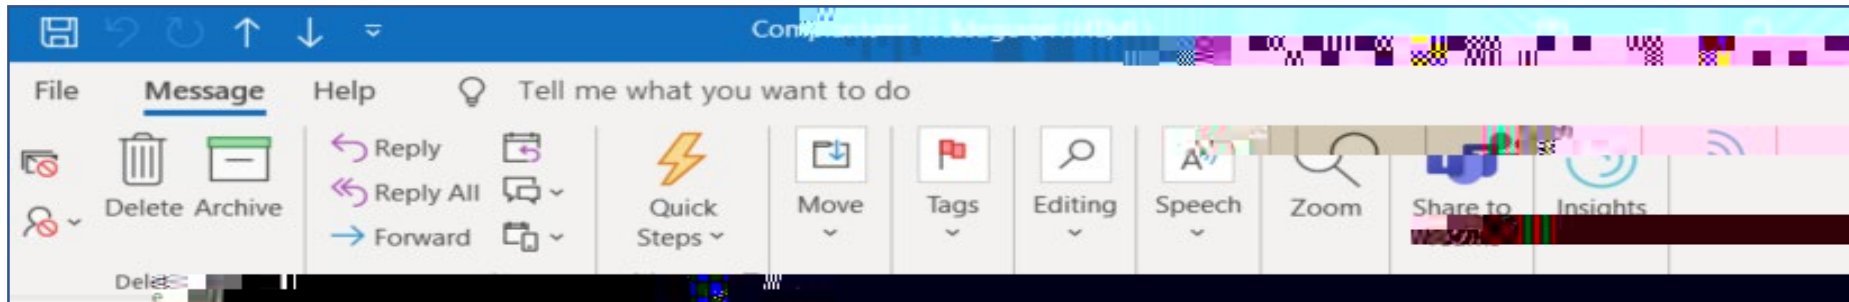 File Message Help Tell me what you want to do
Delete Archive
Reply
Reply All
Forward
Quick
Steps
Move
Tags
Editing
Speech
Zoom
Share to
Insights